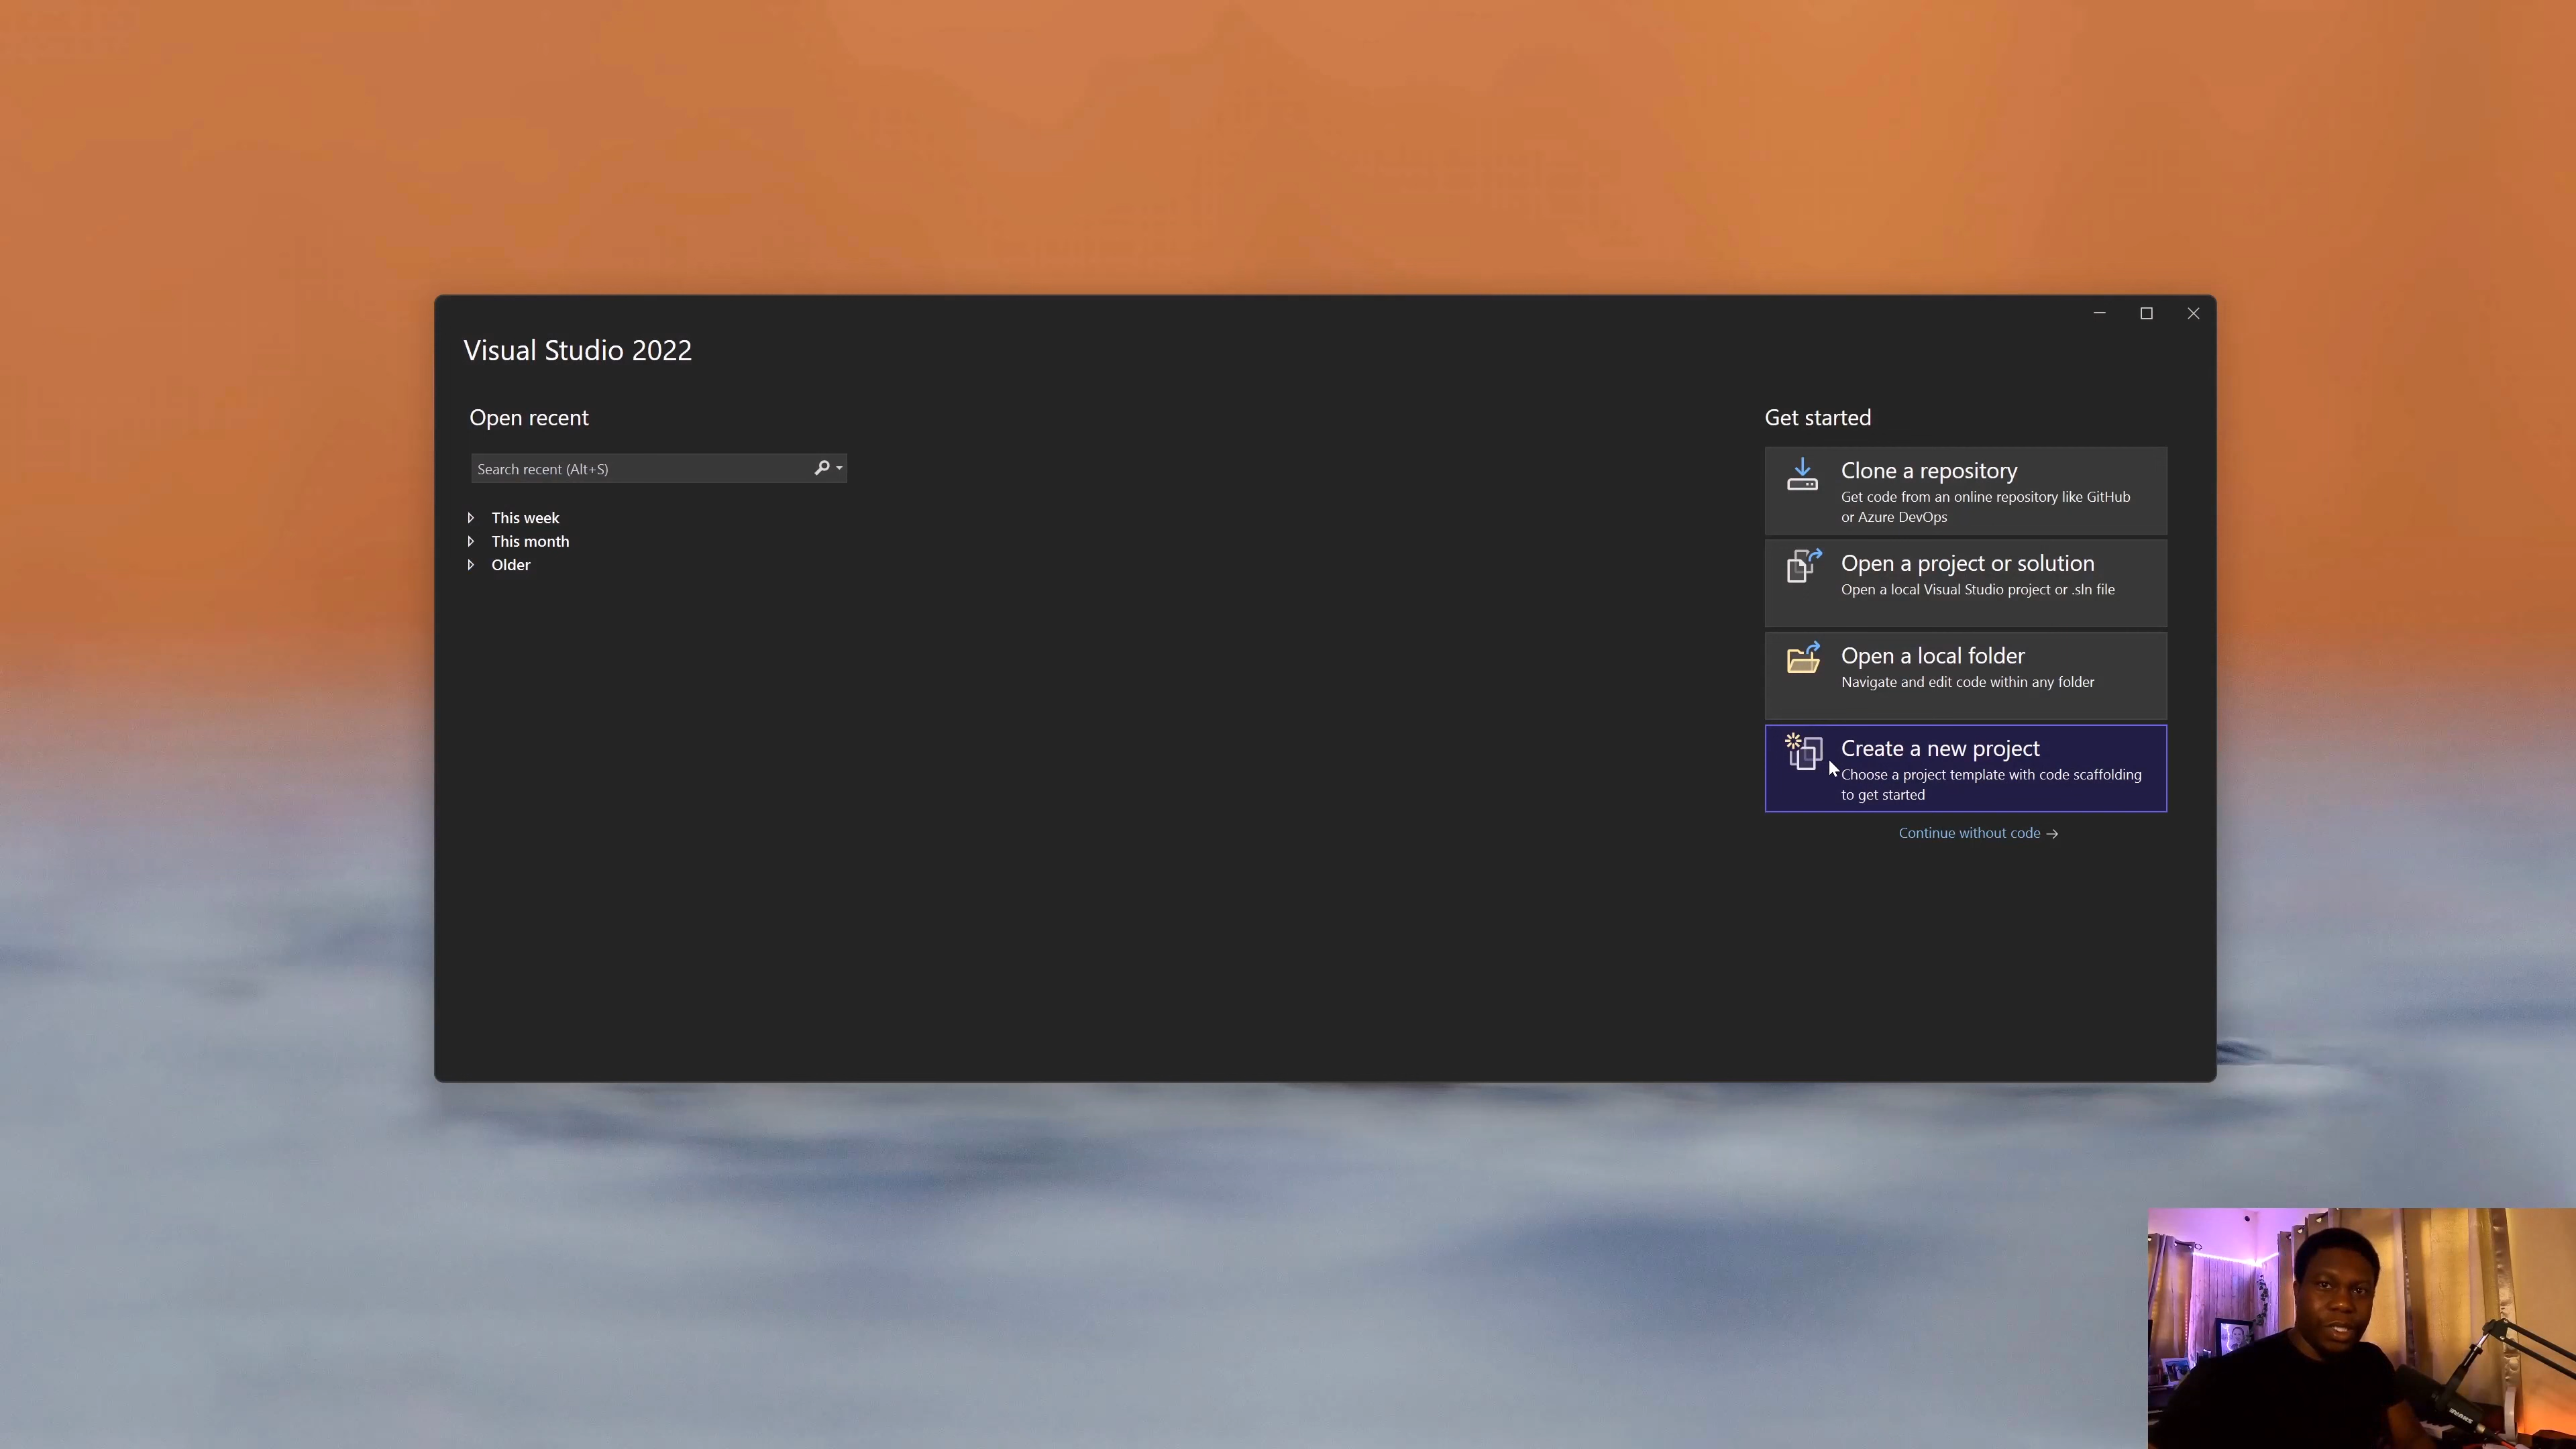 Visual Studio 2022
Open recent
Search recent (Alt+S)
This week
This month
Older
Get started
Clone a repository
Get code from an online repository like GitHub
or Azure DevOps
Open a project or solution
Open a local Visual Studio project or .sln file
Open a local folder
Navigate and edit code within any folder
Create a new project
Choose a project template with code scaffolding
to get started
Continue without code →